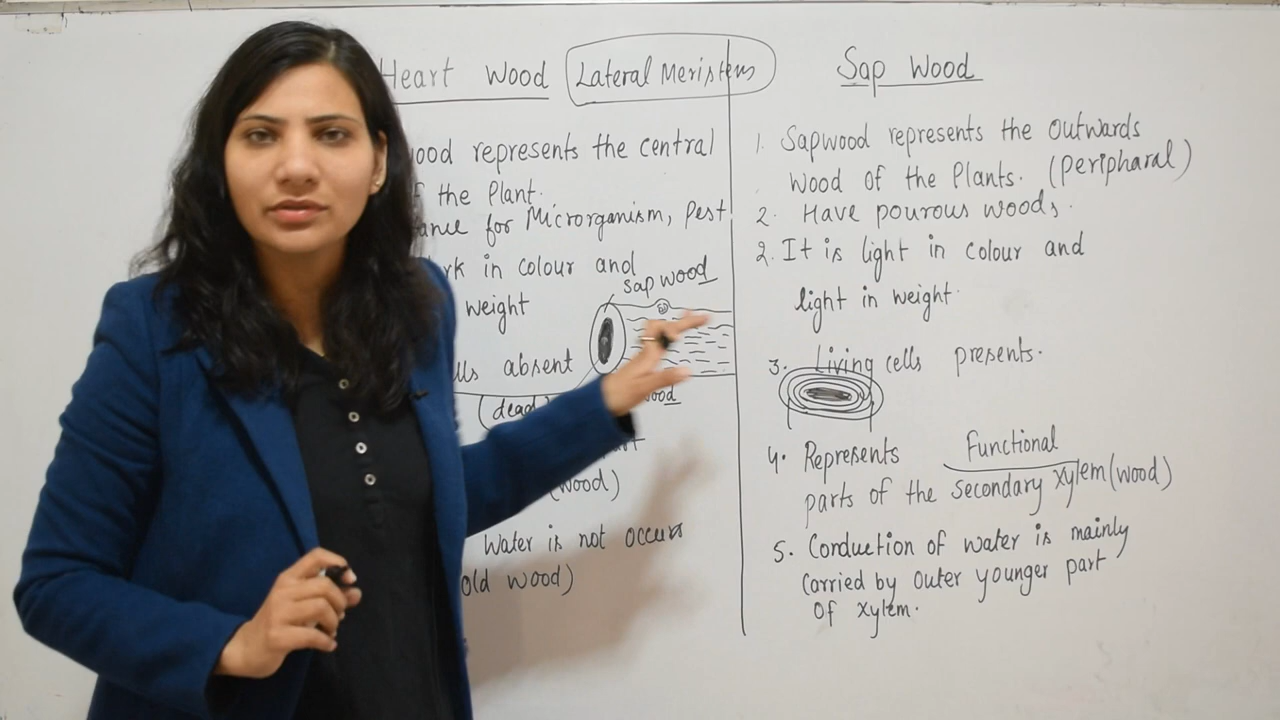 Heart Wood
Lateral Meristems
represents the central
the Plant.
for Microrganism, Pest
in colour and
weight
absent
(dead)
(wood)
Water is not occurs
old wood)
Sap wood
Sap Wood
1. Sapwood represents the Outwards
Wood of the Plants. (Peripharal)
2. Have pourous woods.
2. It is light in colour and
light in weight.
3. Living cells presents.
4. Represents Functional
parts of the Secondary xylem (wood)
5. Conduction of water is mainly
Carried by outer younger part
Of xylem.